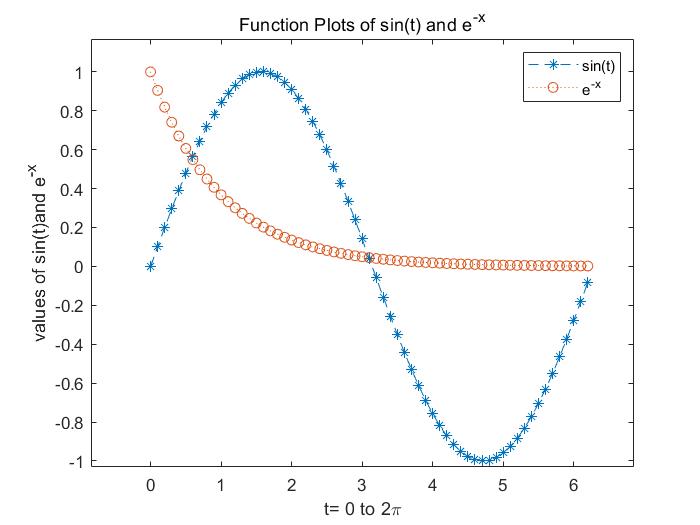 Function Plots of sin(t) and e^-x
sin(t)
e^-x
values of sin(t)and e^-x
1
0.8
0.6
0.4
0.2
0
-0.2
-0.4
-0.6
-0.8
-1
0 1 2 3 4 5 6
t= 0 to 2π